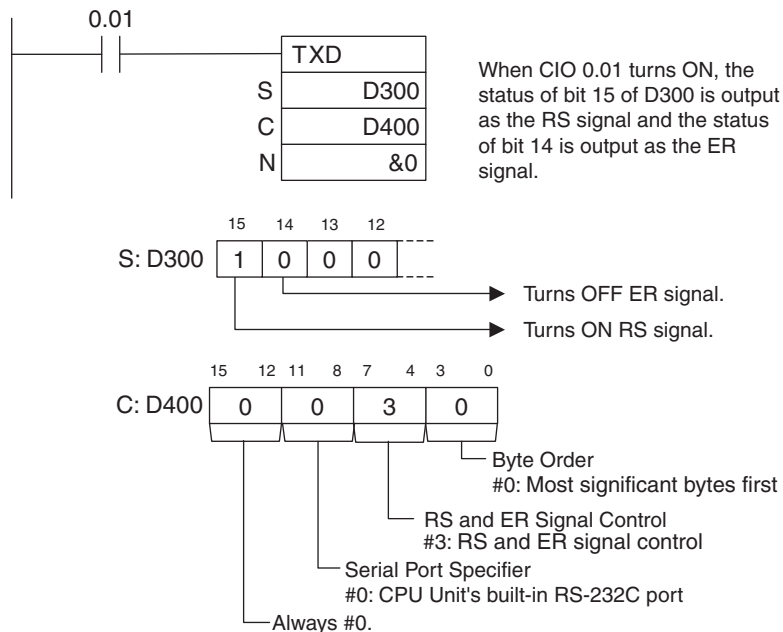 0.01
TXD
S D300
C D400
N &0
When CIO 0.01 turns ON, the
status of bit 15 of D300 is output
as the RS signal and the status
of bit 14 is output as the ER
signal.
15 14 13 12
S: D300 1 0 0 0
Turns OFF ER signal.
Turns ON RS signal.
15 12 11 8 7 4 3 0
C: D400 0 0 3 0
Byte Order
#0: Most significant bytes first
RS and ER Signal Control
#3: RS and ER signal control
Serial Port Specifier
#0: CPU Unit's built-in RS-232C port
Always #0.